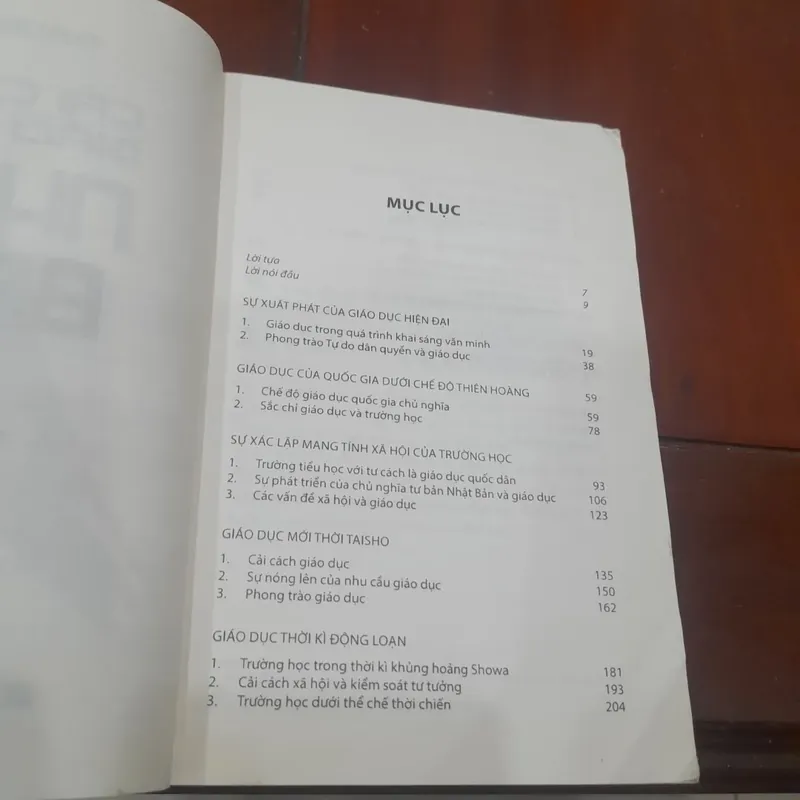 MỤC LỤC
Lời tựa 7
Lời nói đầu 9
SỰ XUẤT PHÁT CỦA GIÁO DỤC HIỆN ĐẠI
1. Giáo dục trong quá trình khai sáng văn minh 19
2. Phong trào Tự do dân quyền và giáo dục 38
GIÁO DỤC CỦA QUỐC GIA DƯỚI CHẾ ĐỘ THIÊN HOÀNG 59
1. Chế độ giáo dục quốc gia chủ nghĩa 59
2. Sắc chỉ giáo dục và trường học 78
SỰ XÁC LẬP MANG TÍNH XÃ HỘI CỦA TRƯỜNG HỌC
1. Trường tiểu học với tư cách là giáo dục quốc dân 93
2. Sự phát triển của chủ nghĩa tư bản Nhật Bản và giáo dục 106
3. Các vấn đề xã hội và giáo dục 123
GIÁO DỤC MỚI THỜI TAISHO
1. Cải cách giáo dục 135
2. Sự nóng lên của nhu cầu giáo dục 150
3. Phong trào giáo dục 162
GIÁO DỤC THỜI KÌ ĐỘNG LOẠN
1. Trường học trong thời kì khủng hoảng Showa 181
2. Cải cách xã hội và kiểm soát tư tưởng 193
3. Trường học dưới thể chế thời chiến 204